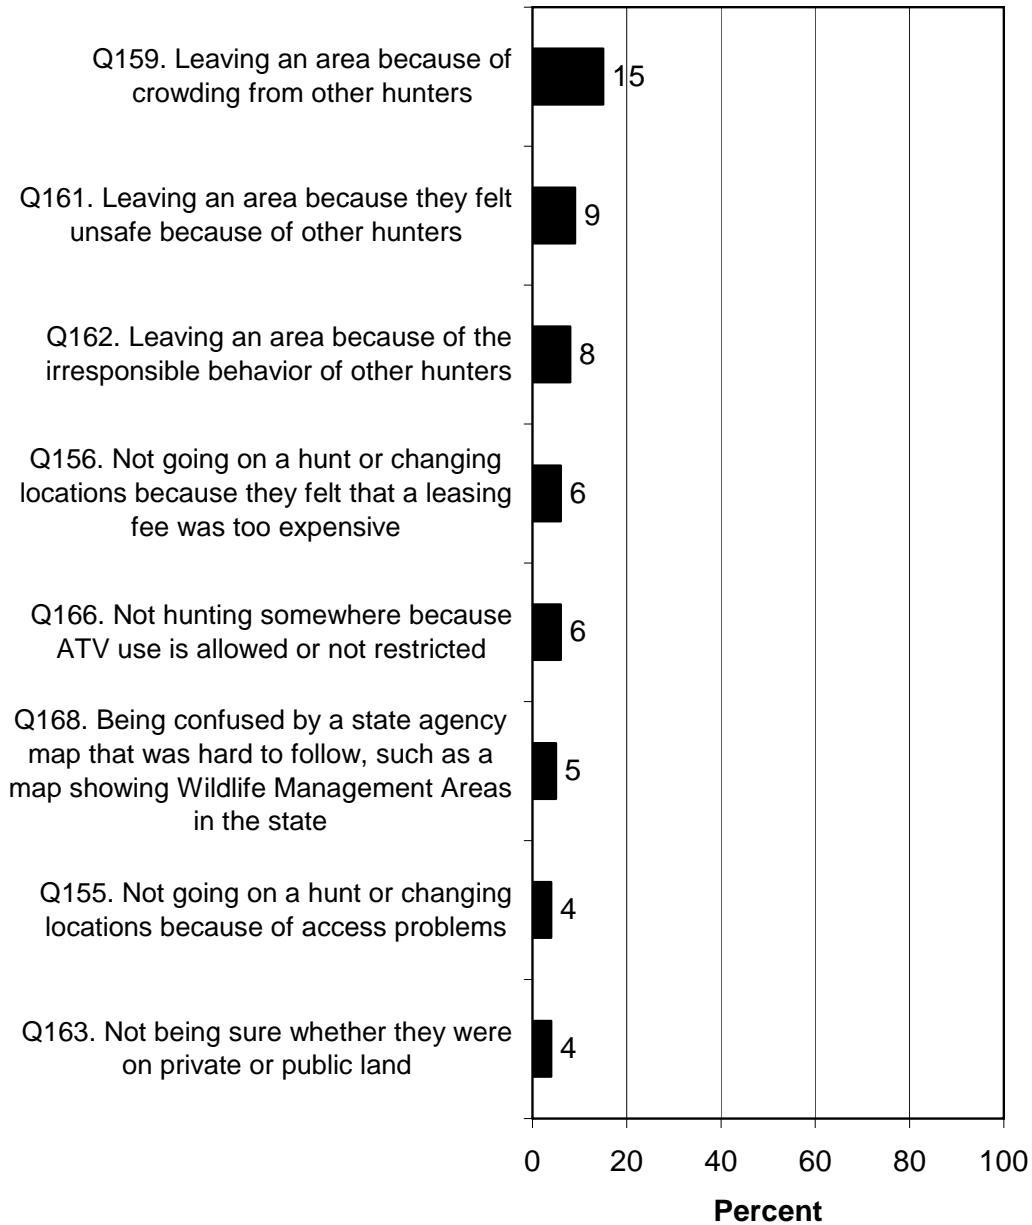 Q159. Leaving an area because of
crowding from other hunters
15
Q161. Leaving an area because they felt
unsafe because of other hunters
9
Q162. Leaving an area because of the
irresponsible behavior of other hunters
8
Q156. Not going on a hunt or changing
locations because they felt that a leasing
fee was too expensive
6
Q166. Not hunting somewhere because
ATV use is allowed or not restricted
6
Q168. Being confused by a state agency
map that was hard to follow, such as a
map showing Wildlife Management Areas
in the state
5
Q155. Not going on a hunt or changing
locations because of access problems
4
Q163. Not being sure whether they were
on private or public land
4
0 20 40 60 80 100
Percent